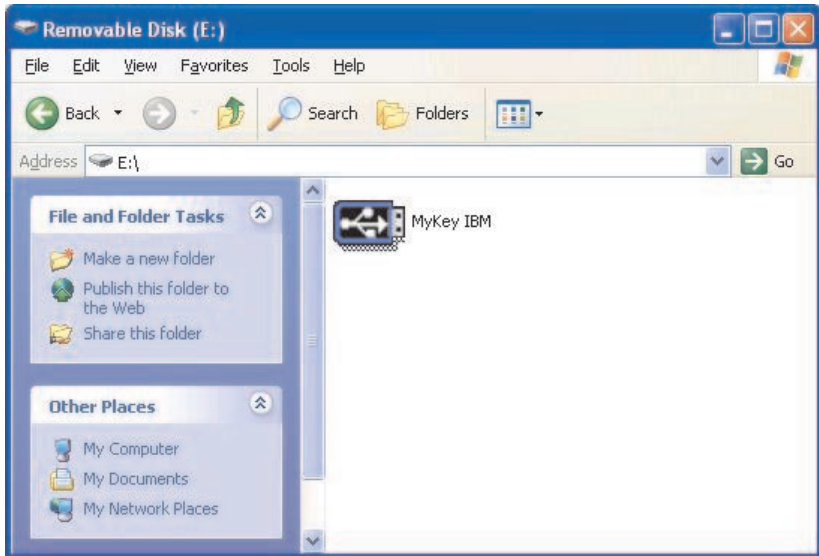 Removable Disk (E:)
File Edit View Favorites Tools Help
Back Search Folders
Address E:\ Go
File and Folder Tasks
Make a new folder
Publish this folder to
the Web
Share this folder
Other Places
My Computer
My Documents
My Network Places
MyKey IBM